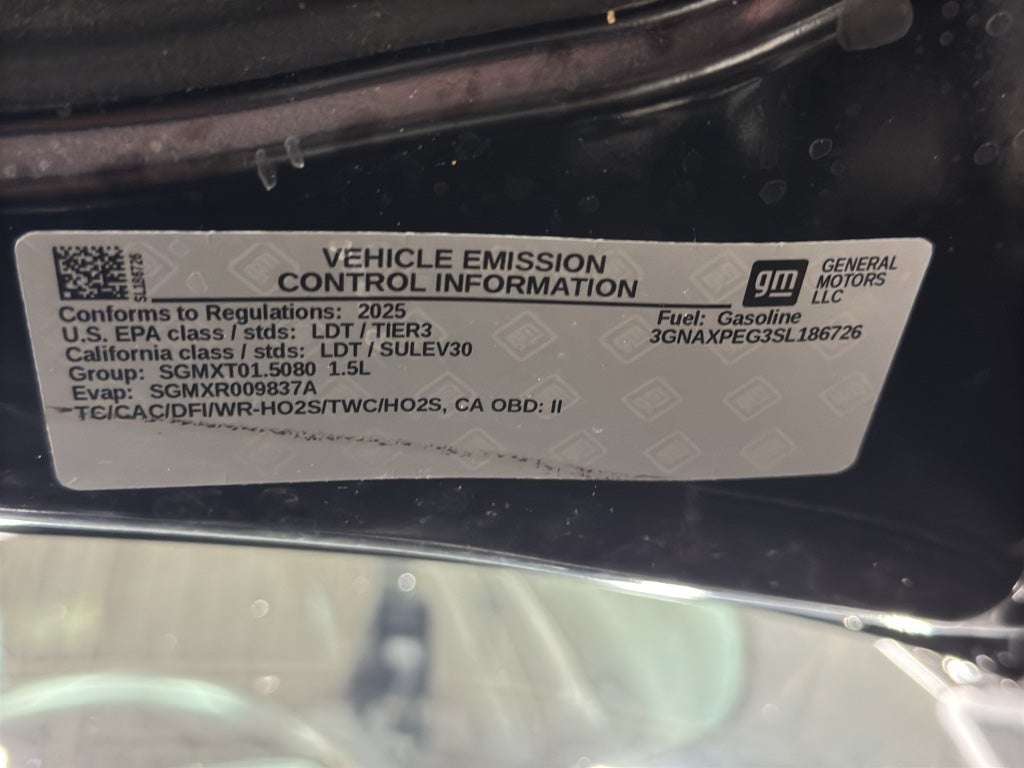 VEHICLE EMISSION
CONTROL INFORMATION
gm
GENERAL
MOTORS
LLC
SL186726
Conforms to Regulations: 2025
U.S. EPA class / stds: LDT / TIER3
California class / stds: LDT / SULEV30
Group: SGMXT01.5080 1.5L
Evap: SGMXR009837A
TC/CAC/DFI/WR-HO2S/TWC/HO2S, CA OBD: II
Fuel: Gasoline
3GNAXPEG3SL186726